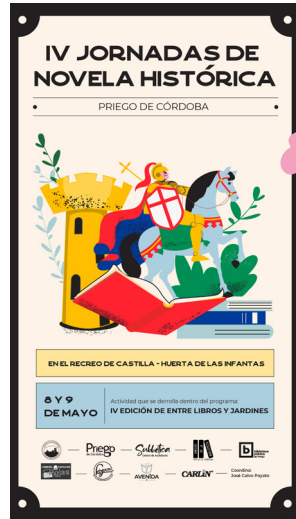 IV JORNADAS DE
NOVELA HISTÓRICA
PRIEGO DE CÓRDOBA
EN EL RECREO DE CASTILLA - HUERTA DE LAS INFANTAS
8 Y 9
DE MAYO
Actividad que se derrolla dentro del programa:
IV EDICIÓN DE ENTRE LIBROS Y JARDINES
Priego
Subbética
AVENIDA
CARLIN
Coordina:
José Calvo Poyato